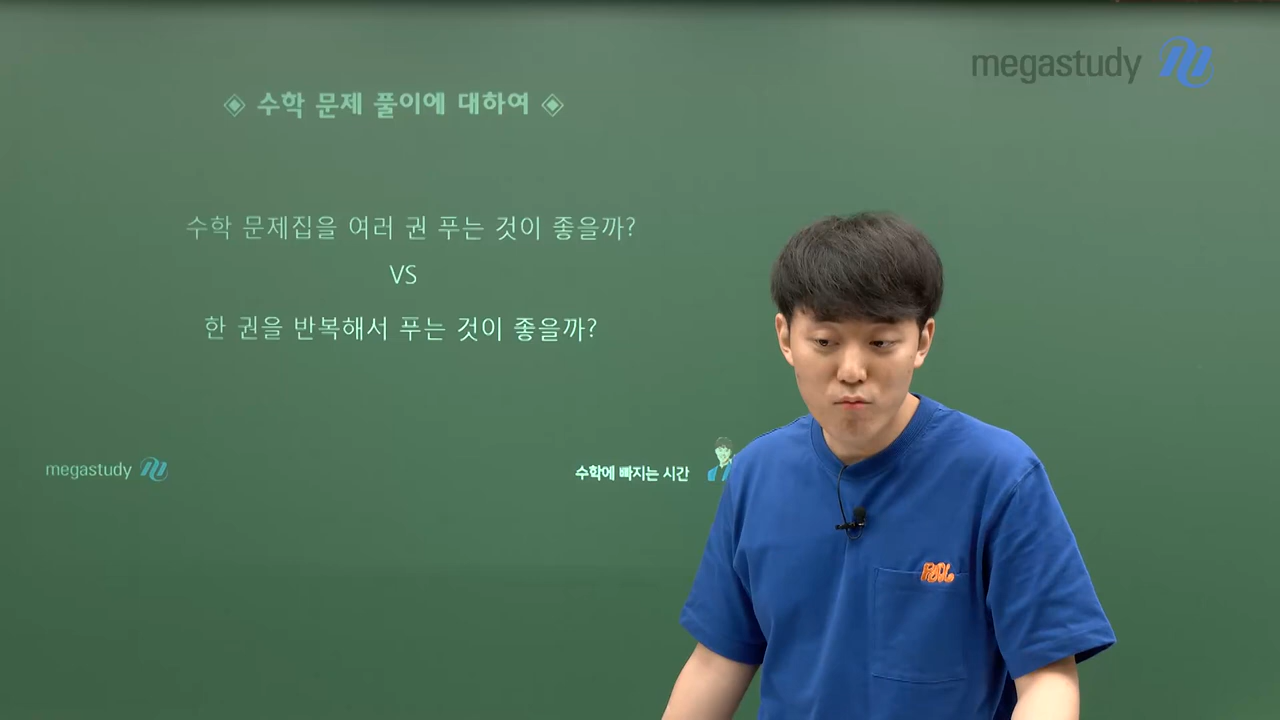 megastudy
◈ 수학 문제 풀이에 대하여 ◈
수학 문제집을 여러 권 푸는 것이 좋을까?
VS
한 권을 반복해서 푸는 것이 좋을까?
megastudy
수학에 빠지는 시간